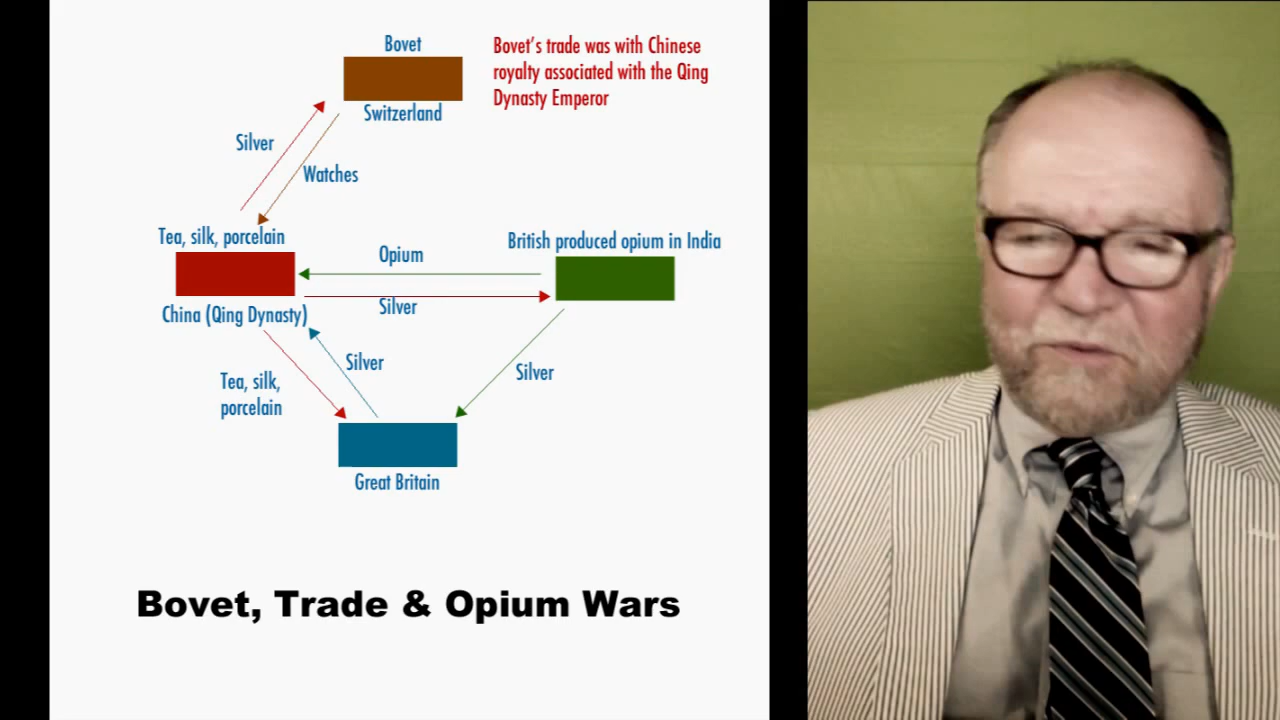 Bovet
Bovet's trade was with Chinese
royalty associated with the Qing
Dynasty Emperor
Switzerland
Silver
Watches
Tea, silk, porcelain
British produced opium in India
Opium
Silver
China (Qing Dynasty)
Silver
Tea, silk,
porcelain
Silver
Great Britain
Bovet, Trade & Opium Wars